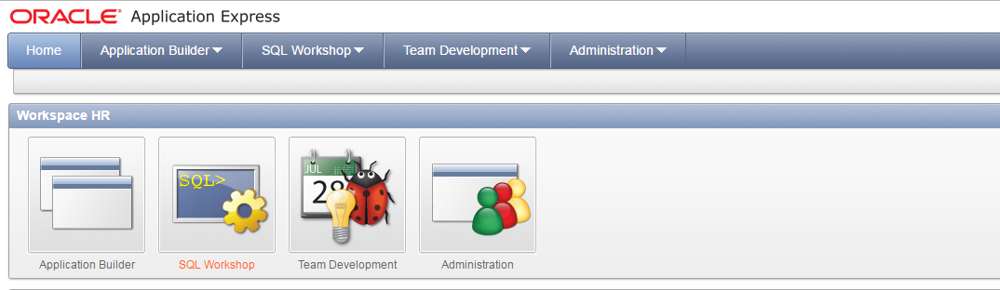 ORACLE® Application Express
Home Application Builder SQL Workshop Team Development Administration
Workspace HR
SQL>
JUL
28
Application Builder SQL Workshop Team Development Administration